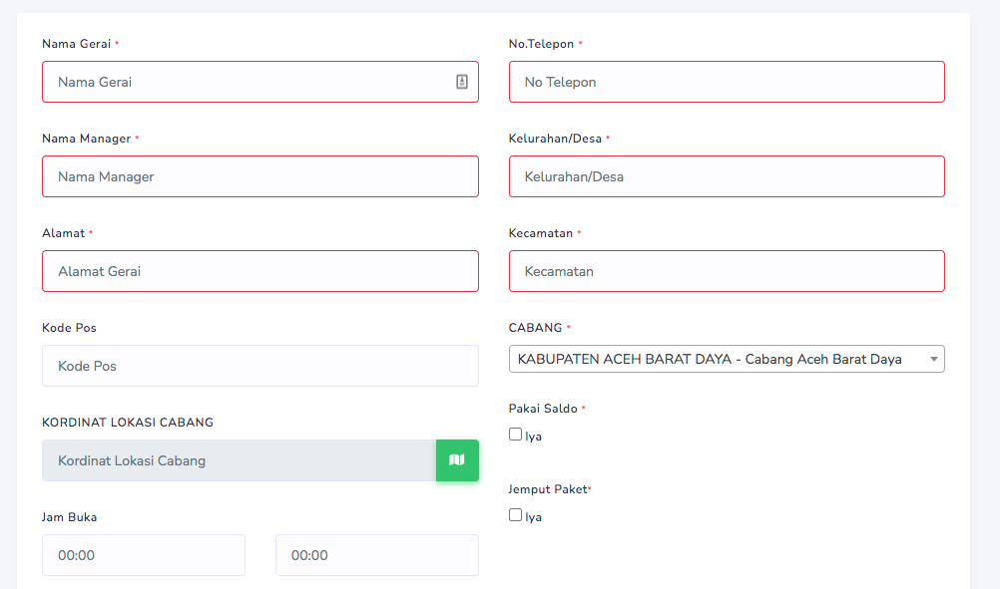 Nama Gerai *
Nama Gerai
Nama Manager *
Nama Manager
Alamat *
Alamat Gerai
Kode Pos
Kode Pos
KORDINAT LOKASI CABANG
Kordinat Lokasi Cabang
Jam Buka
00:00 00:00
No.Telepon *
No Telepon
Kelurahan/Desa *
Kelurahan/Desa
Kecamatan *
Kecamatan
CABANG *
KABUPATEN ACEH BARAT DAYA - Cabang Aceh Barat Daya
Pakai Saldo *
Iya
Jemput Paket*
Iya